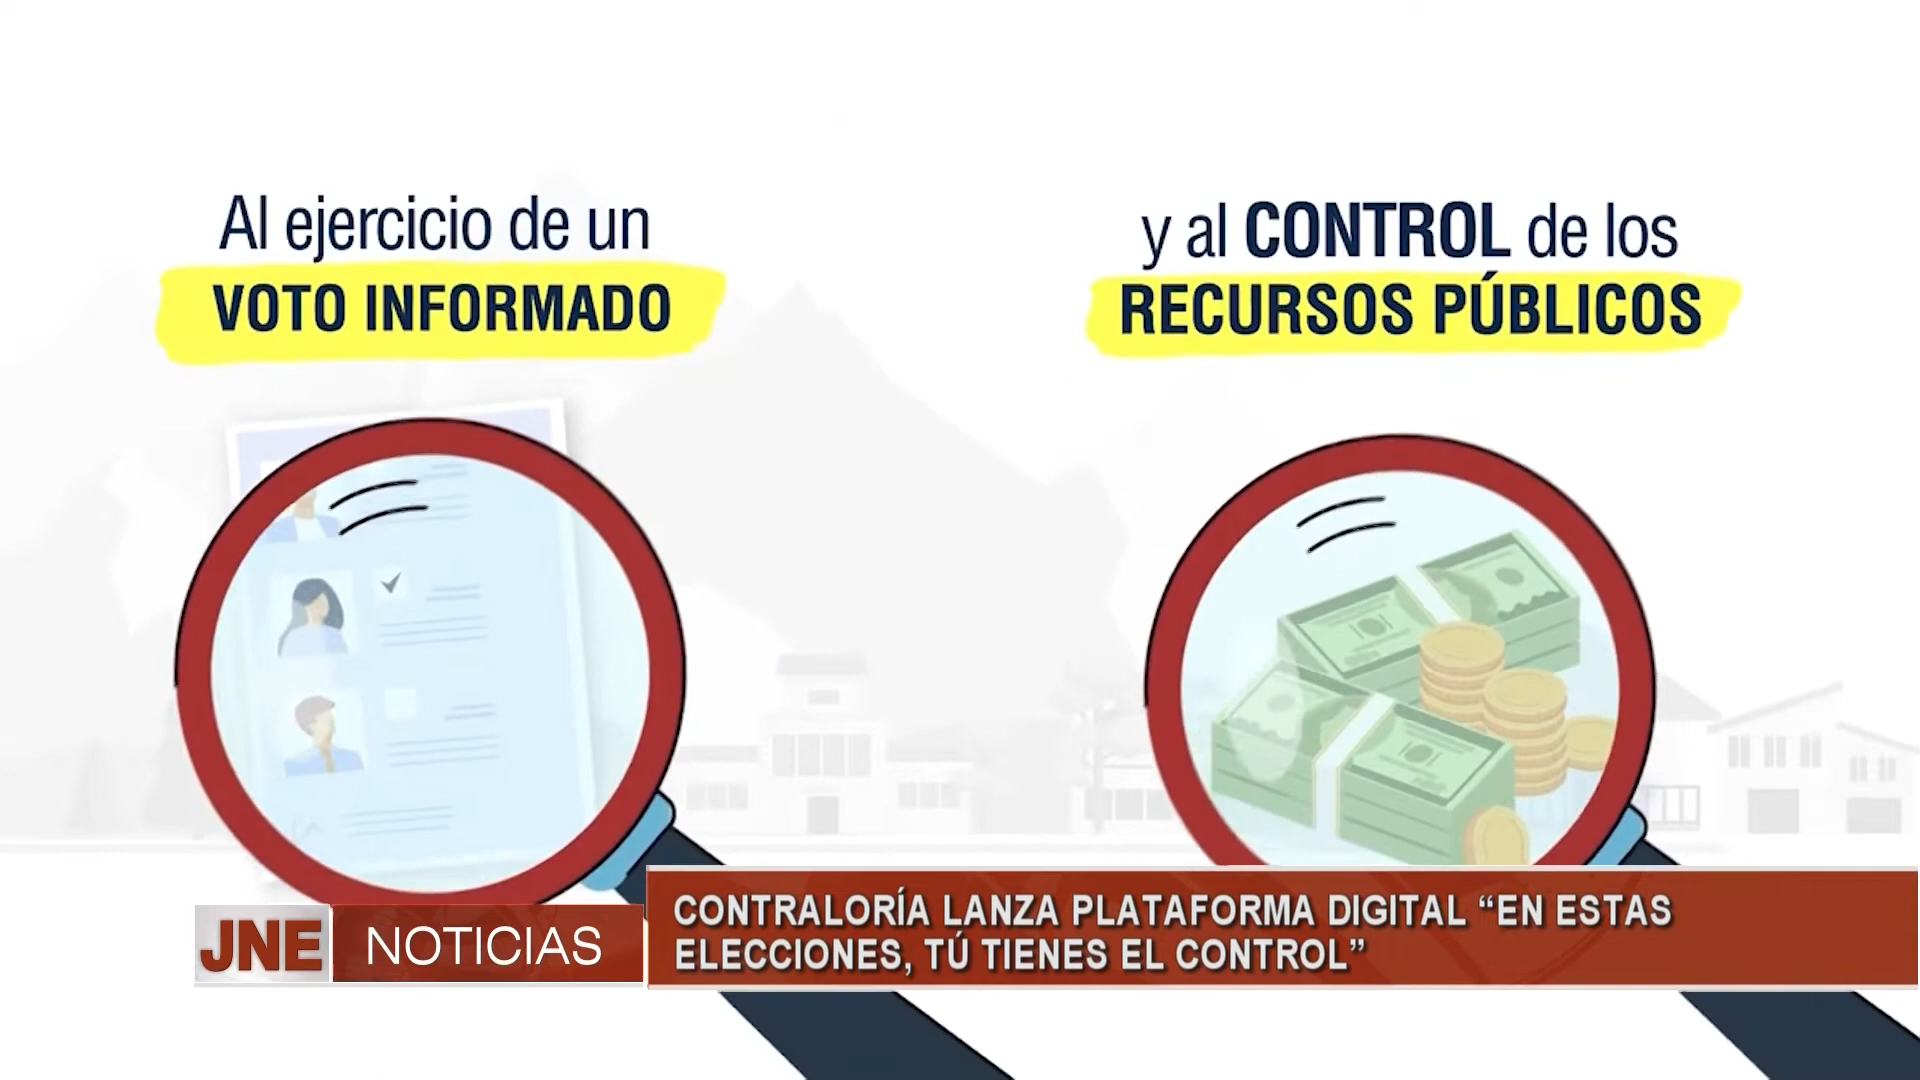 Al ejercicio de un
VOTO INFORMADO
y al CONTROL de los
RECURSOS PÚBLICOS
JNE NOTICIAS
CONTRALORÍA LANZA PLATAFORMA DIGITAL “EN ESTAS
ELECCIONES, TÚ TIENES EL CONTROL”